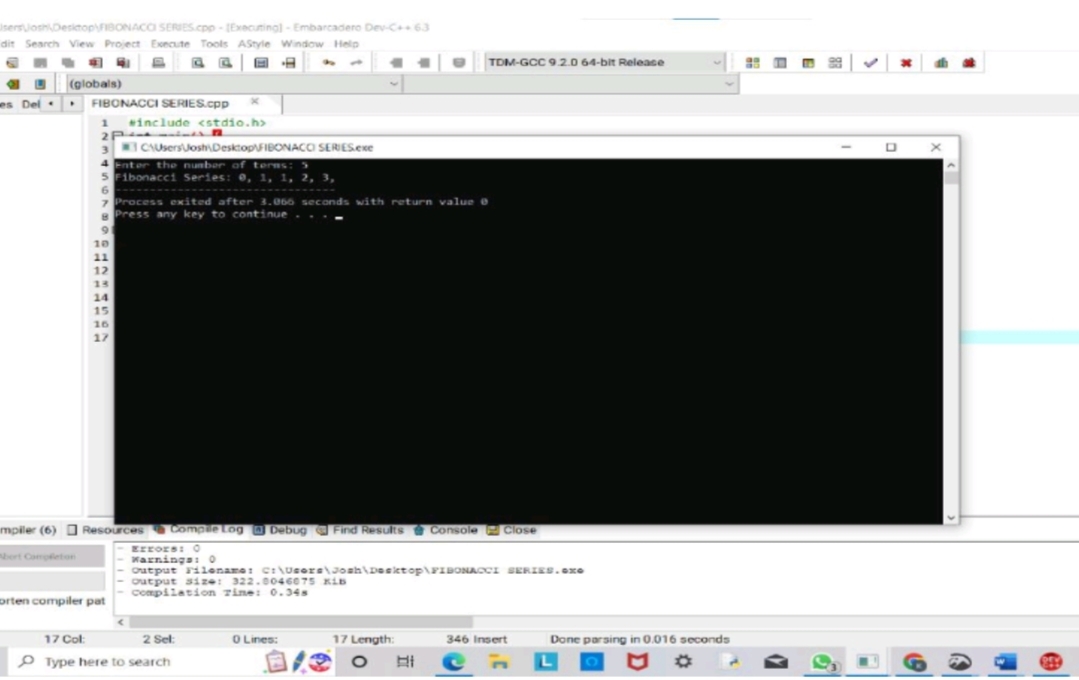 Users\Josh\Desktop\FIBONACCI SERIES.cpp - [Executing] - Embarcadero Dev-C++ 6.3
dit Search View Project Execute Tools AStyle Window Help
TDM-GCC 9.2.0 64-bit Release
(globals)
es Del FIBONACCI SERIES.cpp
1 #include <stdio.h>
2 int main() {
3 C:\Users\Josh\Desktop\FIBONACCI SERIES.exe
4 Enter the number of terms: 5
5 Fibonacci Series: 0, 1, 1, 2, 3,
6 --------------------------------
7 Process exited after 3.066 seconds with return value 0
8 Press any key to continue . . .
9
10
11
12
13
14
15
16
17
mpiler (6) Resources Compile Log Debug Find Results Console Close
Abort Compilation
- Errors: 0
- Warnings: 0
- Output Filename: C:\Users\Josh\Desktop\FIBONACCI SERIES.exe
- Output Size: 322.8046875 KiB
- Compilation Time: 0.34s
orten compiler pat
17 Col: 2 Sel: 0 Lines: 17 Length: 346 Insert Done parsing in 0.016 seconds
Type here to search